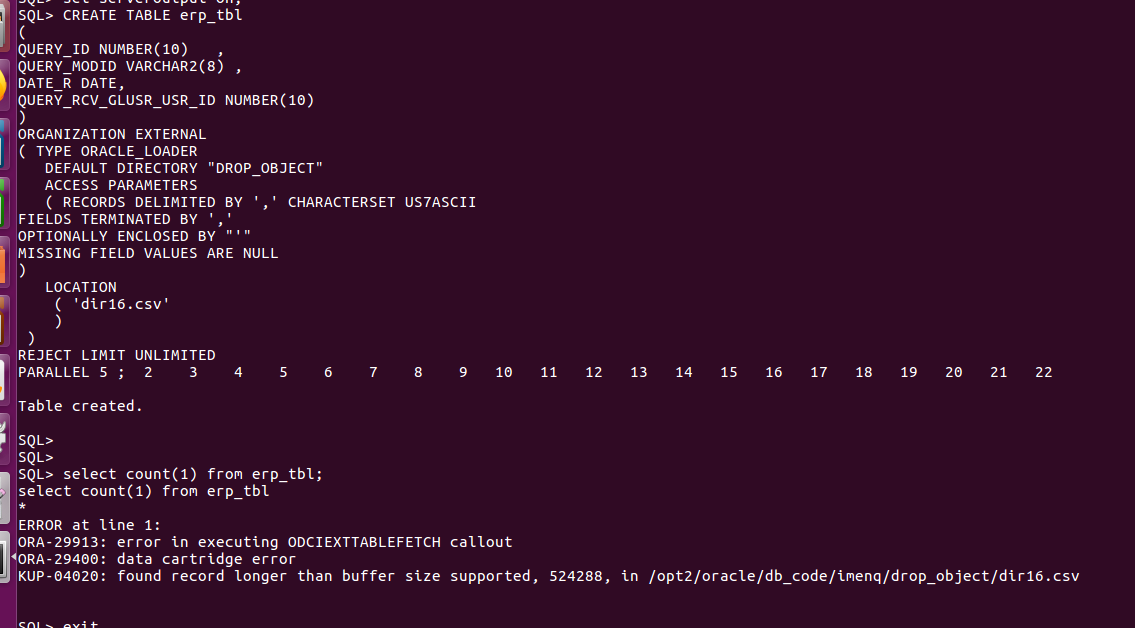 SQL> set serveroutput on;
SQL> CREATE TABLE erp_tbl
(
QUERY_ID NUMBER(10)   ,
QUERY_MODID VARCHAR2(8) ,
DATE_R DATE,
QUERY_RCV_GLUSR_USR_ID NUMBER(10)
)
ORGANIZATION EXTERNAL
( TYPE ORACLE_LOADER
   DEFAULT DIRECTORY "DROP_OBJECT"
   ACCESS PARAMETERS
   ( RECORDS DELIMITED BY ',' CHARACTERSET US7ASCII
FIELDS TERMINATED BY ','
OPTIONALLY ENCLOSED BY "'"
MISSING FIELD VALUES ARE NULL
)
   LOCATION
    ( 'dir16.csv'
    )
 )
REJECT LIMIT UNLIMITED
PARALLEL 5 ;  2    3    4    5    6    7    8    9   10   11   12   13   14   15   16   17   18   19   20   21   22
Table created.
SQL>
SQL>
SQL> select count(1) from erp_tbl;
select count(1) from erp_tbl
*
ERROR at line 1:
ORA-29913: error in executing ODCIEXTTABLEFETCH callout
ORA-29400: data cartridge error
KUP-04020: found record longer than buffer size supported, 524288, in /opt2/oracle/db_code/imenq/drop_object/dir16.csv
SQL> exit